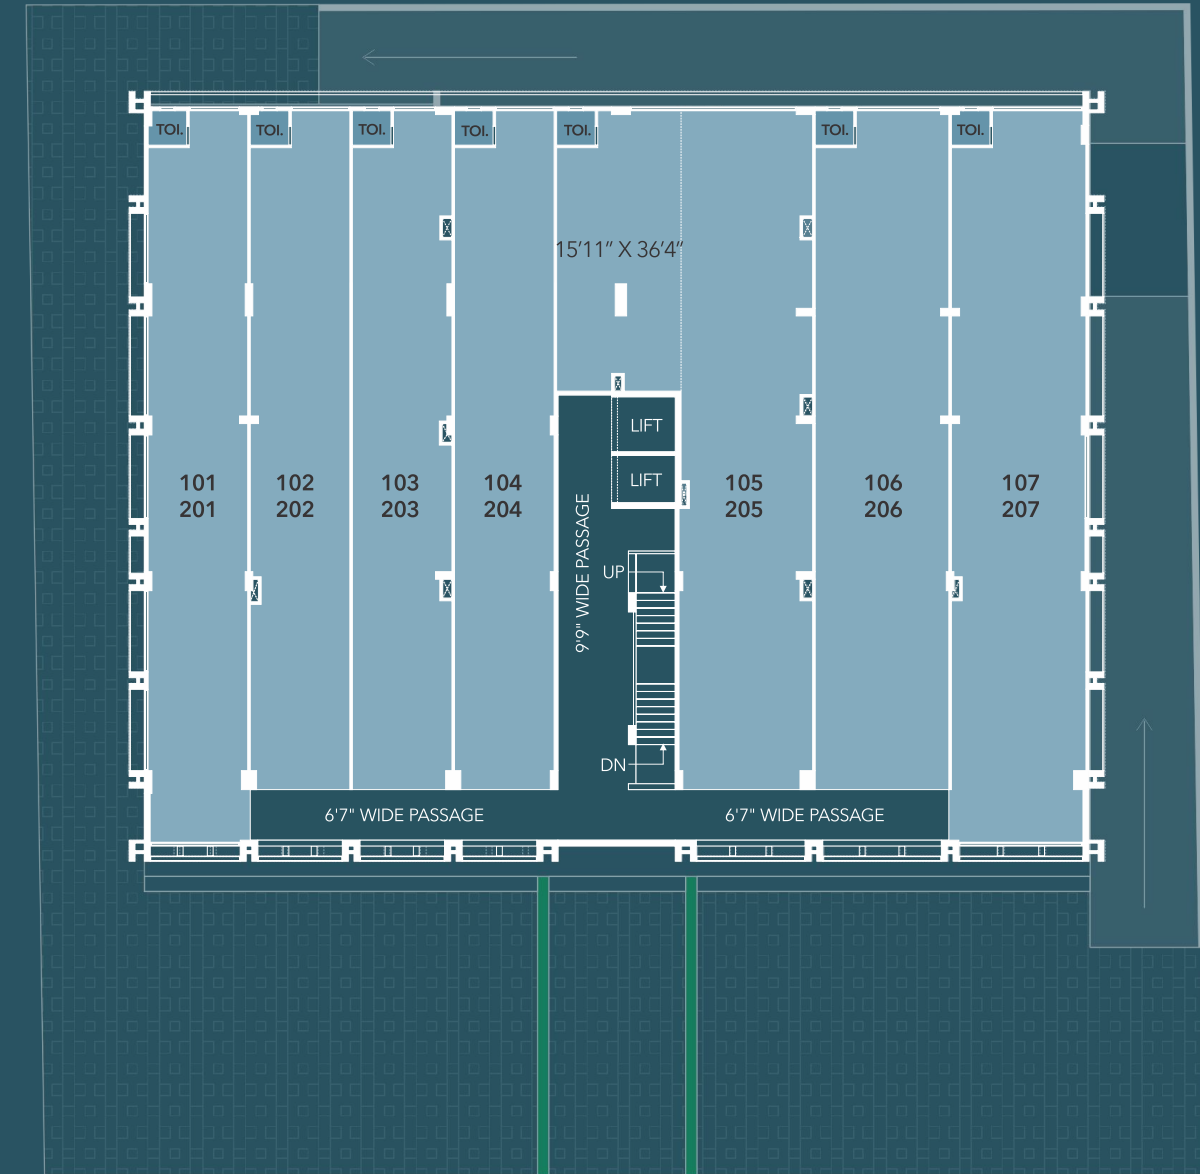 TOI.
TOI.
TOI.
TOI.
TOI.
TOI.
TOI.
15’11” X 36’4”
LIFT
LIFT
101
201
102
202
103
203
104
204
105
205
106
206
107
207
9'9" WIDE PASSAGE
UP
DN
6'7" WIDE PASSAGE
6'7" WIDE PASSAGE